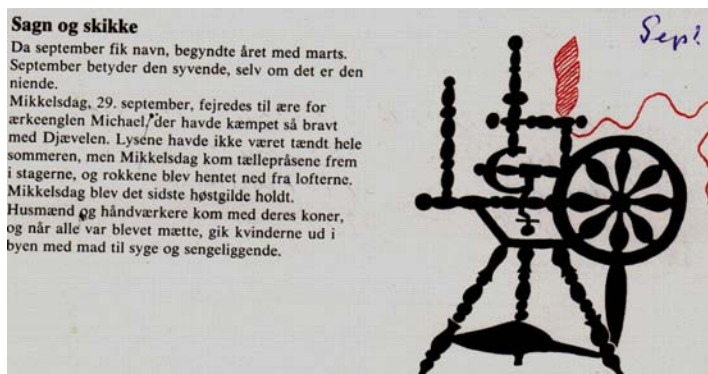 Sagn og skikke
Da september fik navn, begyndte året med marts.
September betyder den syvende, selv om det er den
niende.
Mikkelsdag, 29. september, fejredes til ære for
ærkeenglen Michael, der havde kæmpet så bravt
med Djævelen. Lysene havde ikke været tændt hele
sommeren, men Mikkelsdag kom tællepråsene frem
i stagerne, og rokkene blev hentet ned fra lofterne.
Mikkelsdag blev det sidste høstgilde holdt.
Husmænd og håndværkere kom med deres koner,
og når alle var blevet mætte, gik kvinderne ud i
byen med mad til syge og sengeliggende.